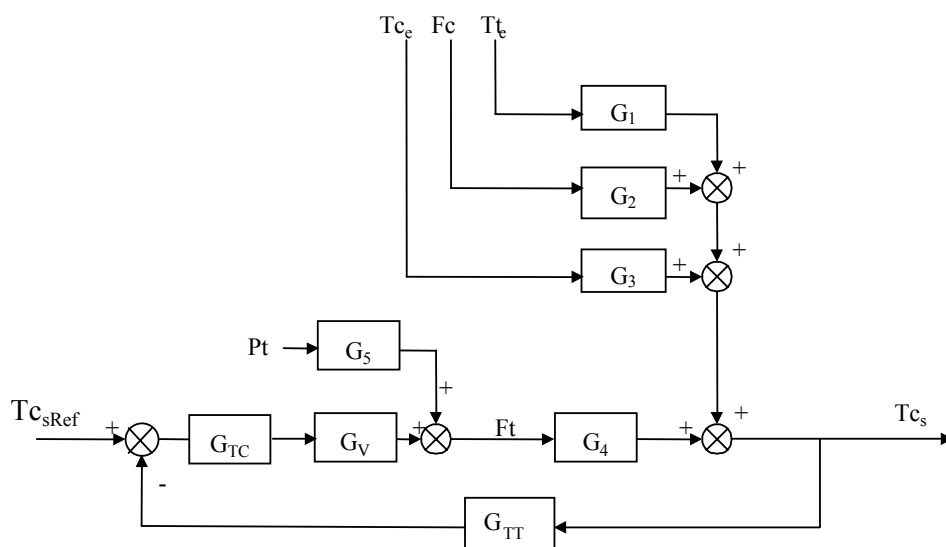 Tc_e Fc Tt_e
G_1
+
+
G_2
+
+
G_3
Pt
G_5
+
Tc_sRef
+
G_TC
G_V
+
Ft
G_4
+
+
Tc_s
-
G_TT